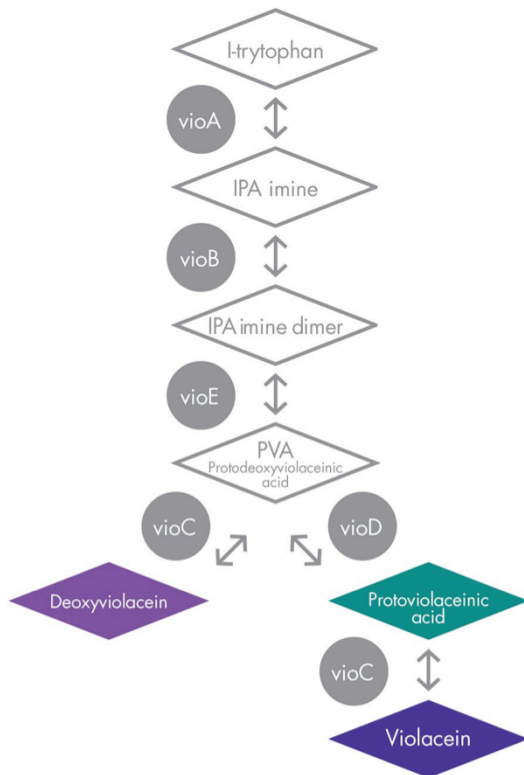 l-trytophan
vioA
IPA imine
vioB
IPA imine dimer
vioE
PVA
Protodeoxyviolaceinic
acid
vioC
vioD
Deoxyviolacein
Protoviolaceinic
acid
vioC
Violacein